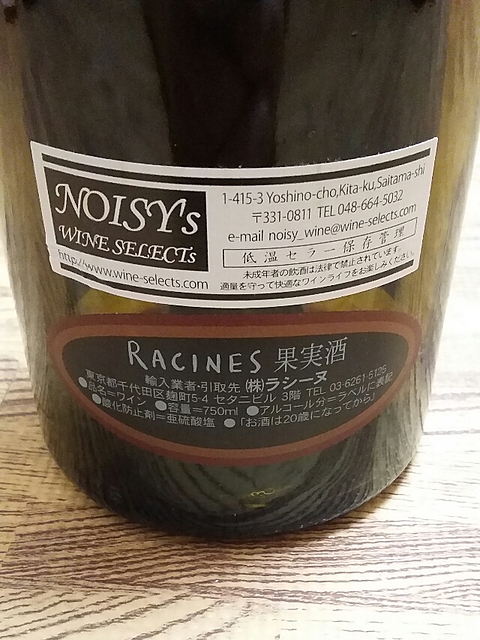 NOISY's
WINE SELECTs
http://www.wine-selects.com
1-415-3 Yoshino-cho,Kita-ku,Saitama-shi
〒331-0811 TEL 048-664-5032
e-mail noisy_wine@wine-selects.com
低温セラー保存管理
未成年者の飲酒は法律で禁止されています。
適量を守って快適なワインライフをお楽しみください。
RACINES 果実酒
輸入業者・引取先 ㈱ラシーヌ
東京都千代田区麹町5-4 セタニビル 3階 TEL 03-6261-5125
●品名=ワイン ●容量=750ml ●アルコール分=ラベルに表記
●酸化防止剤=亜硫酸塩 ●「お酒は20歳になってから」